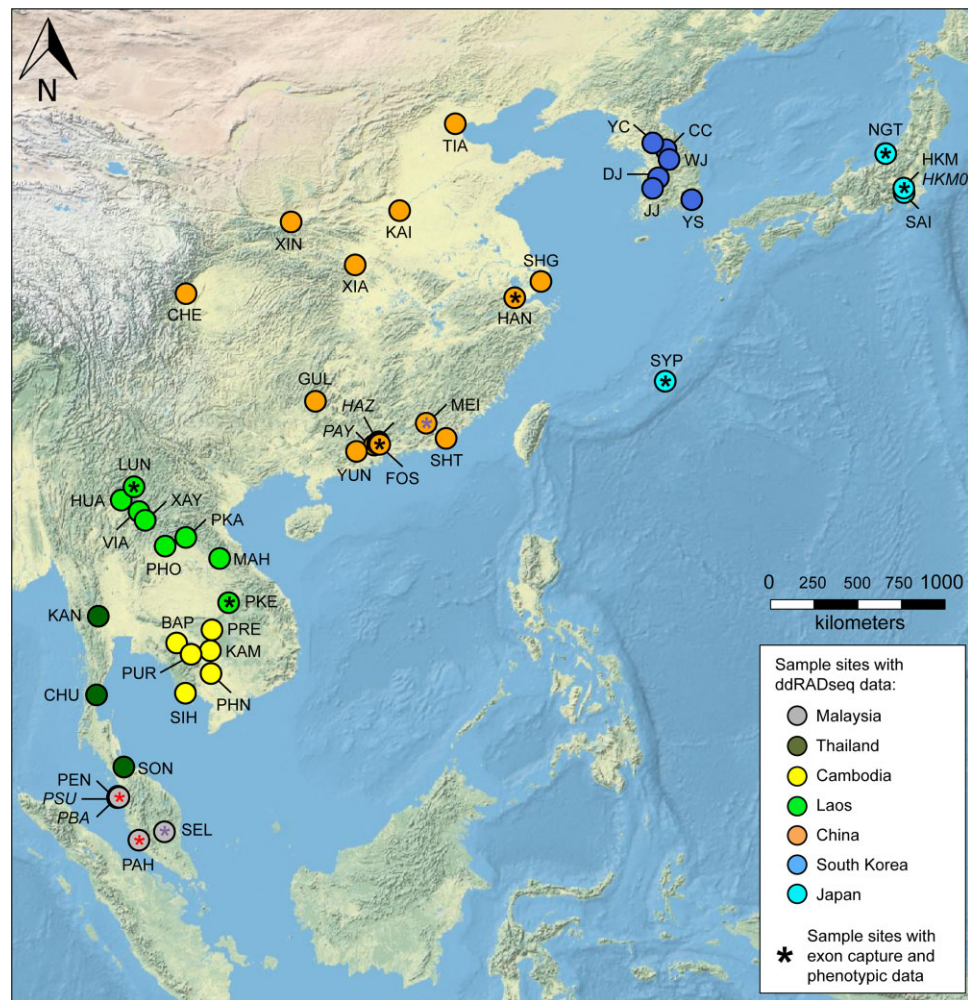 N
TIA
YC
CC
WJ
DJ
JJ
YS
NGT
HKM
HKM0
SAI
XIN
KAI
XIA
CHE
SHG
HAN
SYP
GUL
HAZ
MEI
PAY
YUN
FOS
SHT
LUN
HUA
XAY
VIA
PKA
PHO
MAH
KAN
PKE
BAP
PRE
KAM
PUR
PHN
CHU
SIH
SON
PEN
PSU
PBA
SEL
PAH
0 250 500 750 1000
kilometers
Sample sites with
ddRADseq data:
Malaysia
Thailand
Cambodia
Laos
China
South Korea
Japan
* Sample sites with
exon capture and
phenotypic data